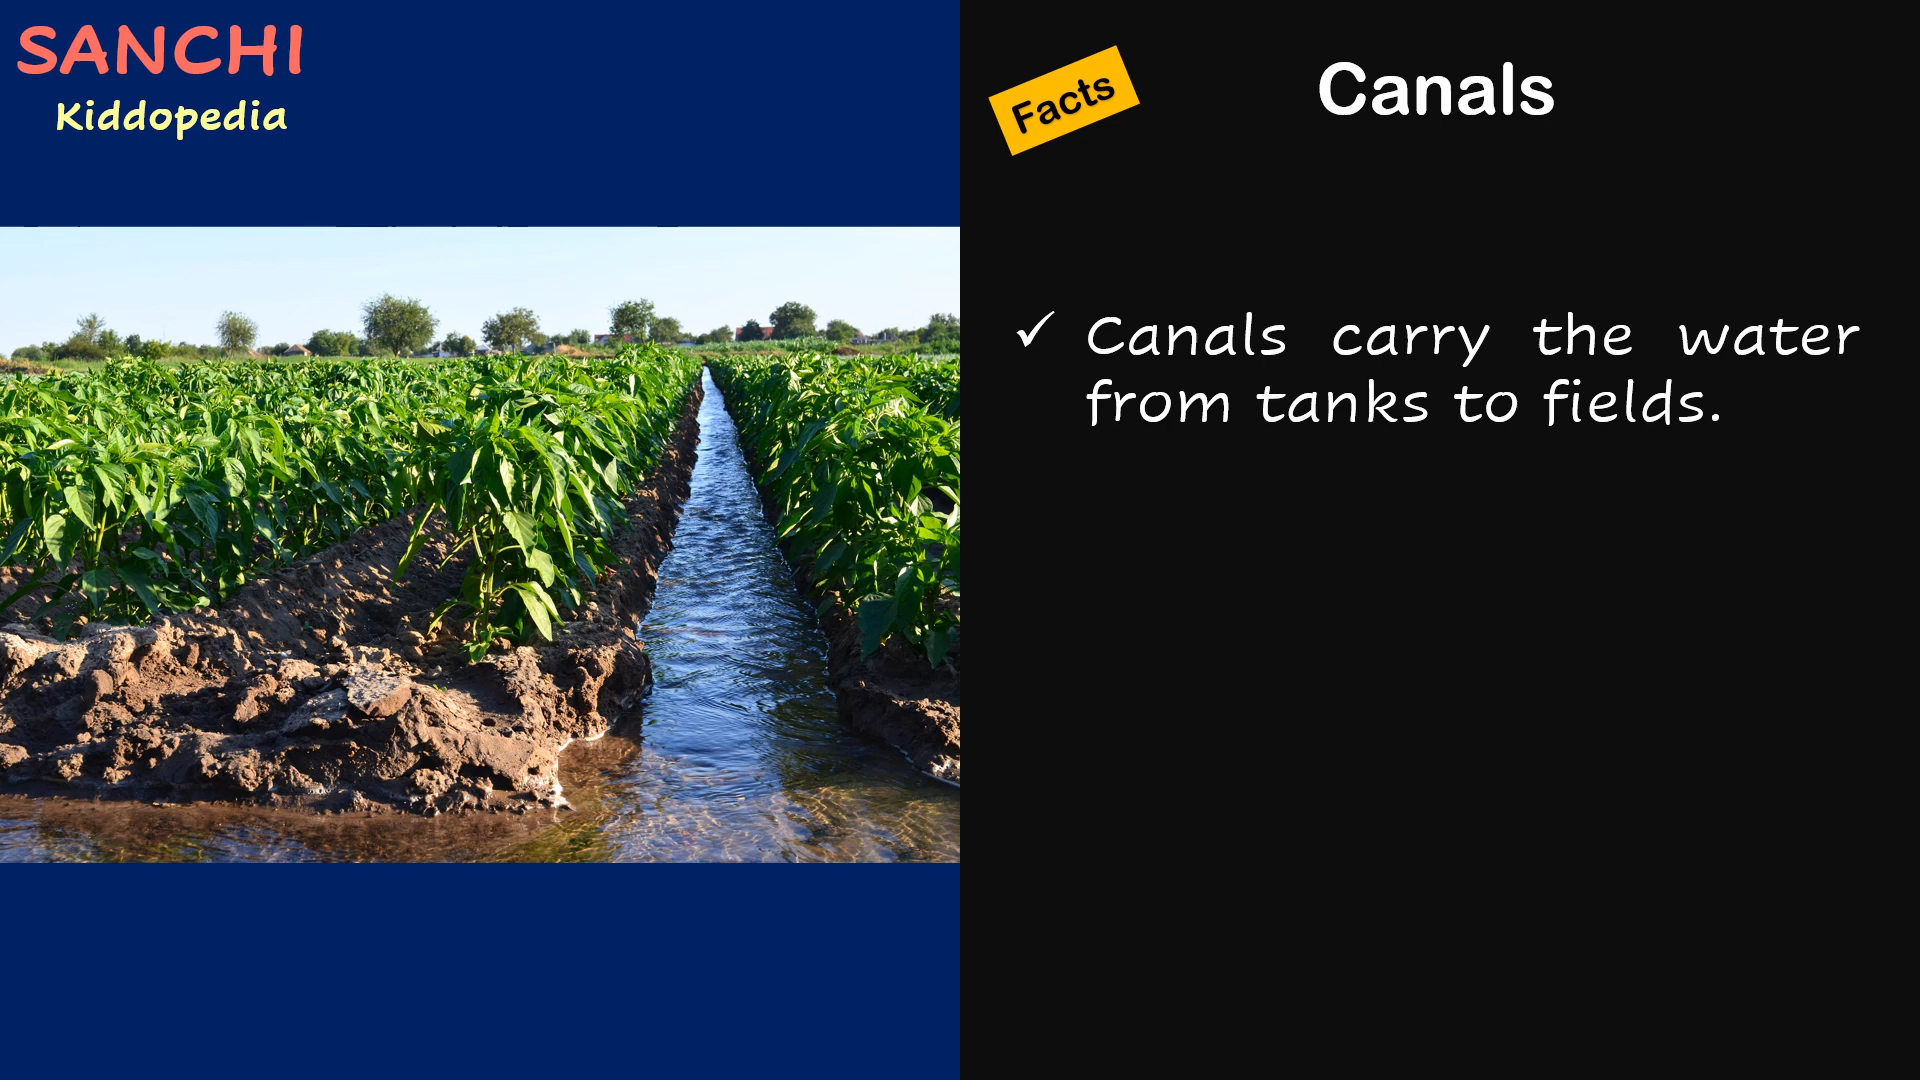 SANCHI
Kiddopedia
Facts
Canals
✓ Canals carry the water
from tanks to fields.